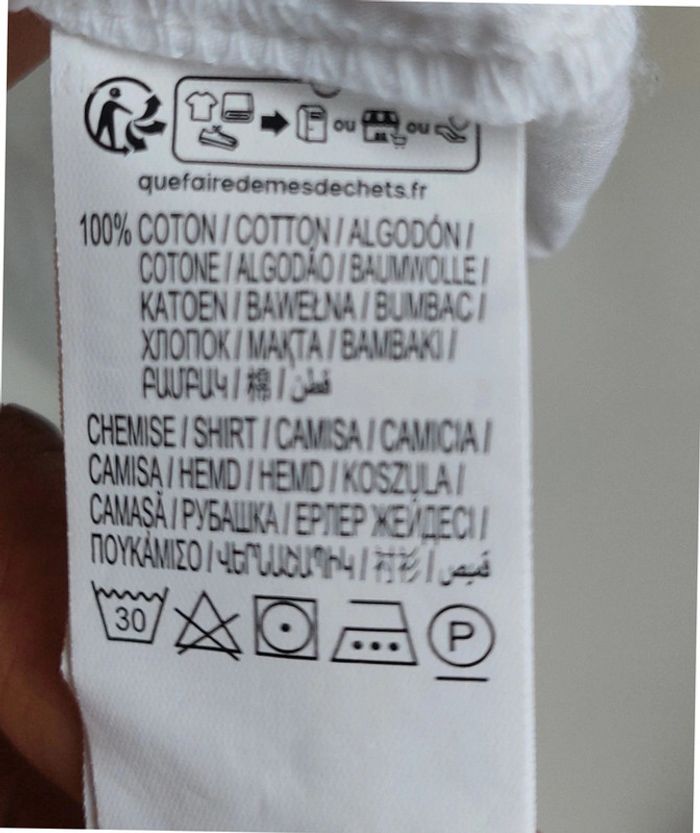 ou ou
quefairedemesdechets.fr
100% COTON / COTTON / ALGODÓN /
COTONE / ALGODÃO / BAUMWOLLE /
KATOEN / BAWEŁNA / BUMBAC /
ХЛОПОК / МАҚТА / BAMBAKI /
ԲԱՄԲԱԿ / 棉 / قطن
CHEMISE / SHIRT / CAMISA / CAMICIA /
CAMISA / HEMD / HEMD / KOSZULA /
CAMASĂ / РУБАШКА / ЕРЛЕР ЖЕЙДЕСІ /
ΠΟΥΚΑΜΙΣΟ / ՎԵՐՆԱՇԱՊԻԿ / 衬衫 / قميص
30 P